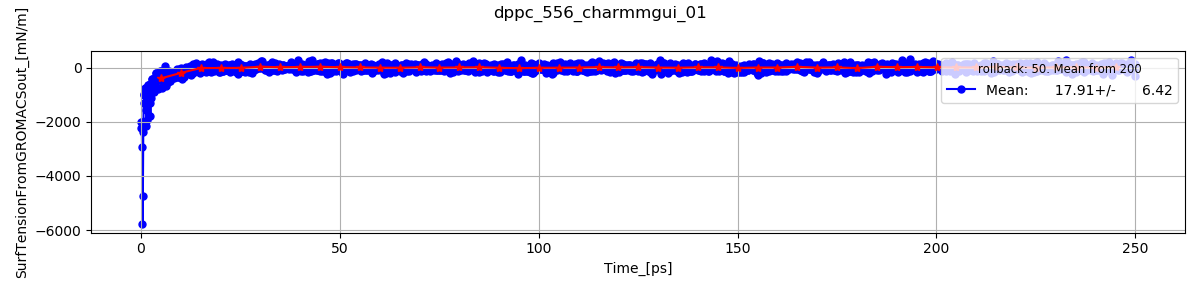 dppc_556_charmmgui_01
SurfTensionFromGROMACSout_[mN/m]
0
−2000
−4000
−6000
rollback: 50. Mean from 200
Mean: 17.91+/- 6.42
0 50 100 150 200 250
Time_[ps]